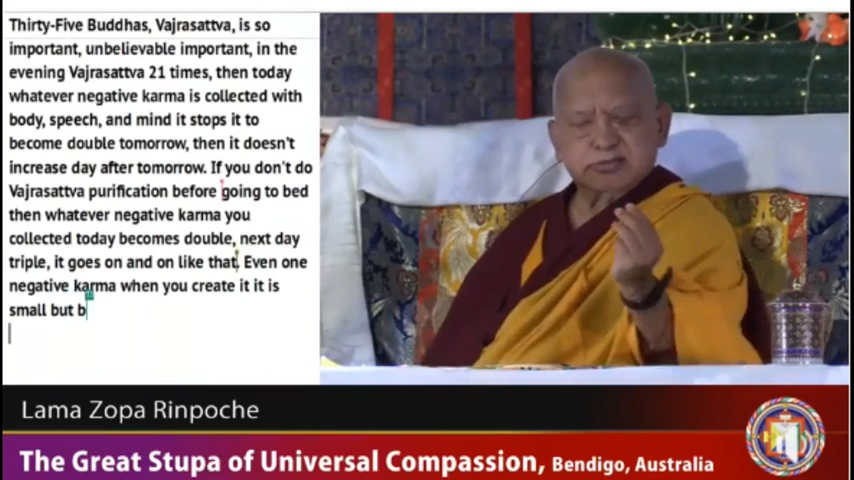 Thirty-Five Buddhas, Vajrasattva, is so
important, unbelievable important, in the
evening Vajrasattva 21 times, then today
whatever negative karma is collected with
body, speech, and mind it stops it to
become double tomorrow, then it doesn't
increase day after tomorrow. If you don't do
Vajrasattva purification before going to bed
then whatever negative karma you
collected today becomes double, next day
triple, it goes on and on like that. Even one
negative karma when you create it it is
small but b
Lama Zopa Rinpoche
The Great Stupa of Universal Compassion, Bendigo, Australia